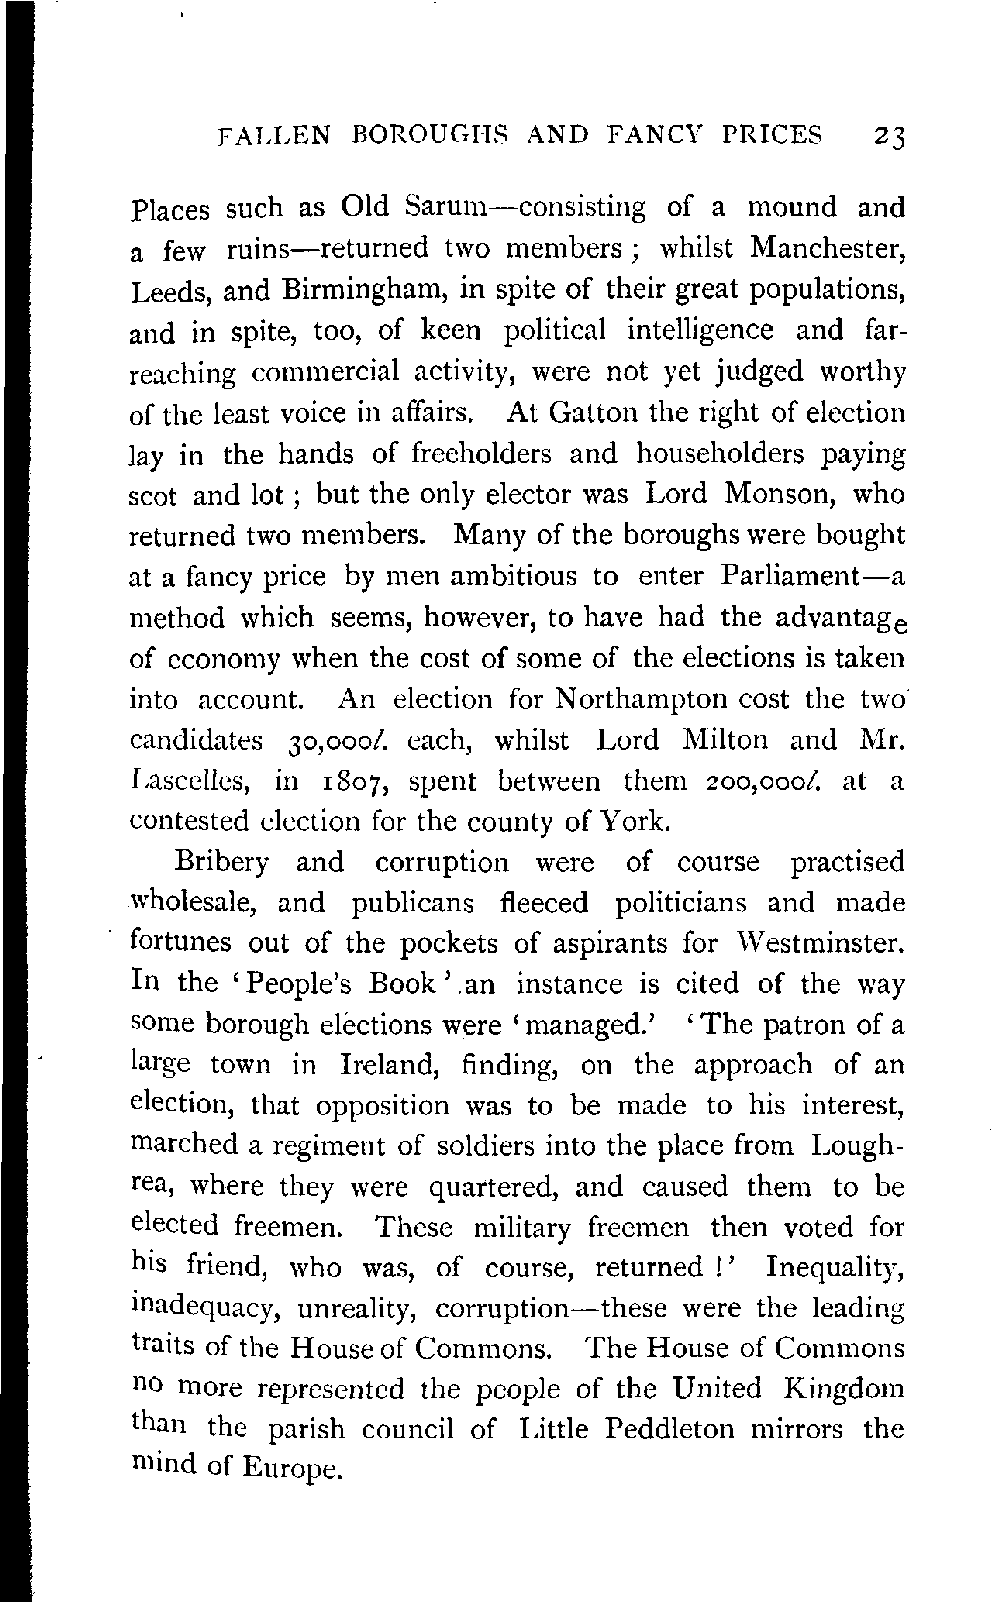 FALLEN BOROUGHS AND FANCY PRICES 23
Places such as Old Sarum—consisting of a mound and
a few ruins—returned two members ; whilst Manchester,
Leeds, and Birmingham, in spite of their great populations,
and in spite, too, of keen political intelligence and far-
reaching commercial activity, were not yet judged worthy
of the least voice in affairs. At Gatton the right of election
lay in the hands of freeholders and householders paying
scot and lot ; but the only elector was Lord Monson, who
returned two members. Many of the boroughs were bought
at a fancy price by men ambitious to enter Parliament—a
method which seems, however, to have had the advantage
of economy when the cost of some of the elections is taken
into account. An election for Northampton cost the two
candidates 30,000l. each, whilst Lord Milton and Mr.
Lascelles, in 1807, spent between them 200,000l. at a
contested election for the county of York.
Bribery and corruption were of course practised
wholesale, and publicans fleeced politicians and made
fortunes out of the pockets of aspirants for Westminster.
In the ‘ People’s Book ’ an instance is cited of the way
some borough elections were ‘ managed.’ ‘ The patron of a
large town in Ireland, finding, on the approach of an
election, that opposition was to be made to his interest,
marched a regiment of soldiers into the place from Lough-
rea, where they were quartered, and caused them to be
elected freemen. These military freemen then voted for
his friend, who was, of course, returned !’ Inequality,
inadequacy, unreality, corruption—these were the leading
traits of the House of Commons. The House of Commons
no more represented the people of the United Kingdom
than the parish council of Little Peddleton mirrors the
mind of Europe.